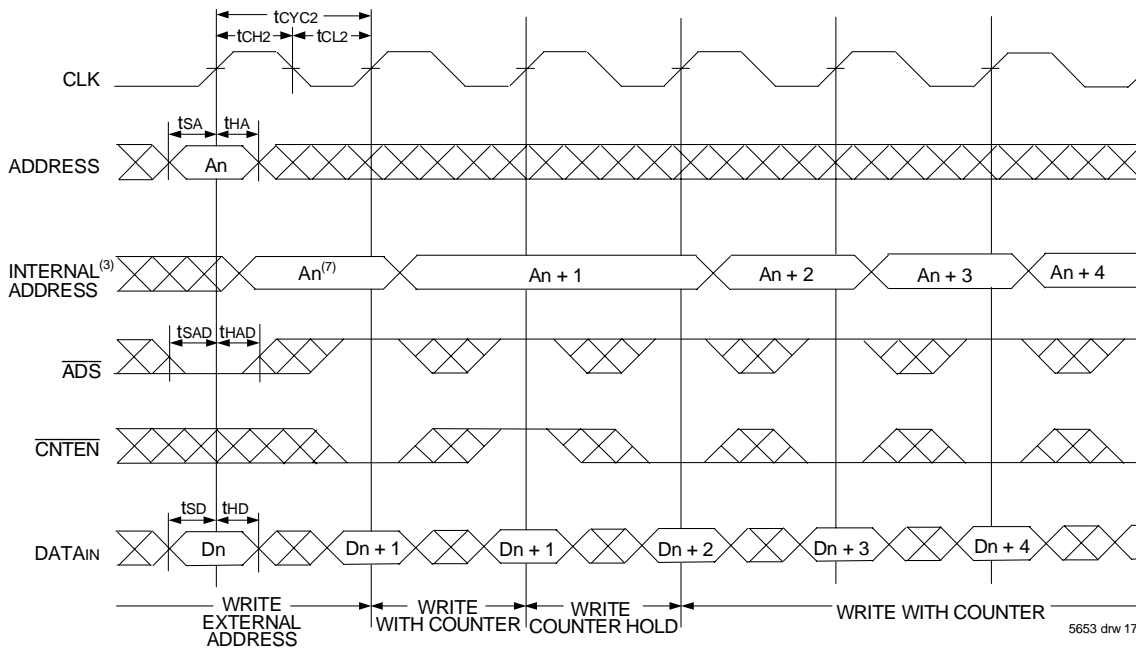 tCYC2
tCH2 tCL2
CLK
tSA tHA
ADDRESS An
INTERNAL(3)
ADDRESS
An(7) An + 1 An + 2 An + 3 An + 4
tSAD tHAD
ADS
CNTEN
tSD tHD
DATAIN Dn Dn + 1 Dn + 1 Dn + 2 Dn + 3 Dn + 4
WRITE
EXTERNAL
ADDRESS
WRITE
WITH COUNTER
WRITE
COUNTER HOLD
WRITE WITH COUNTER
5653 drw 17